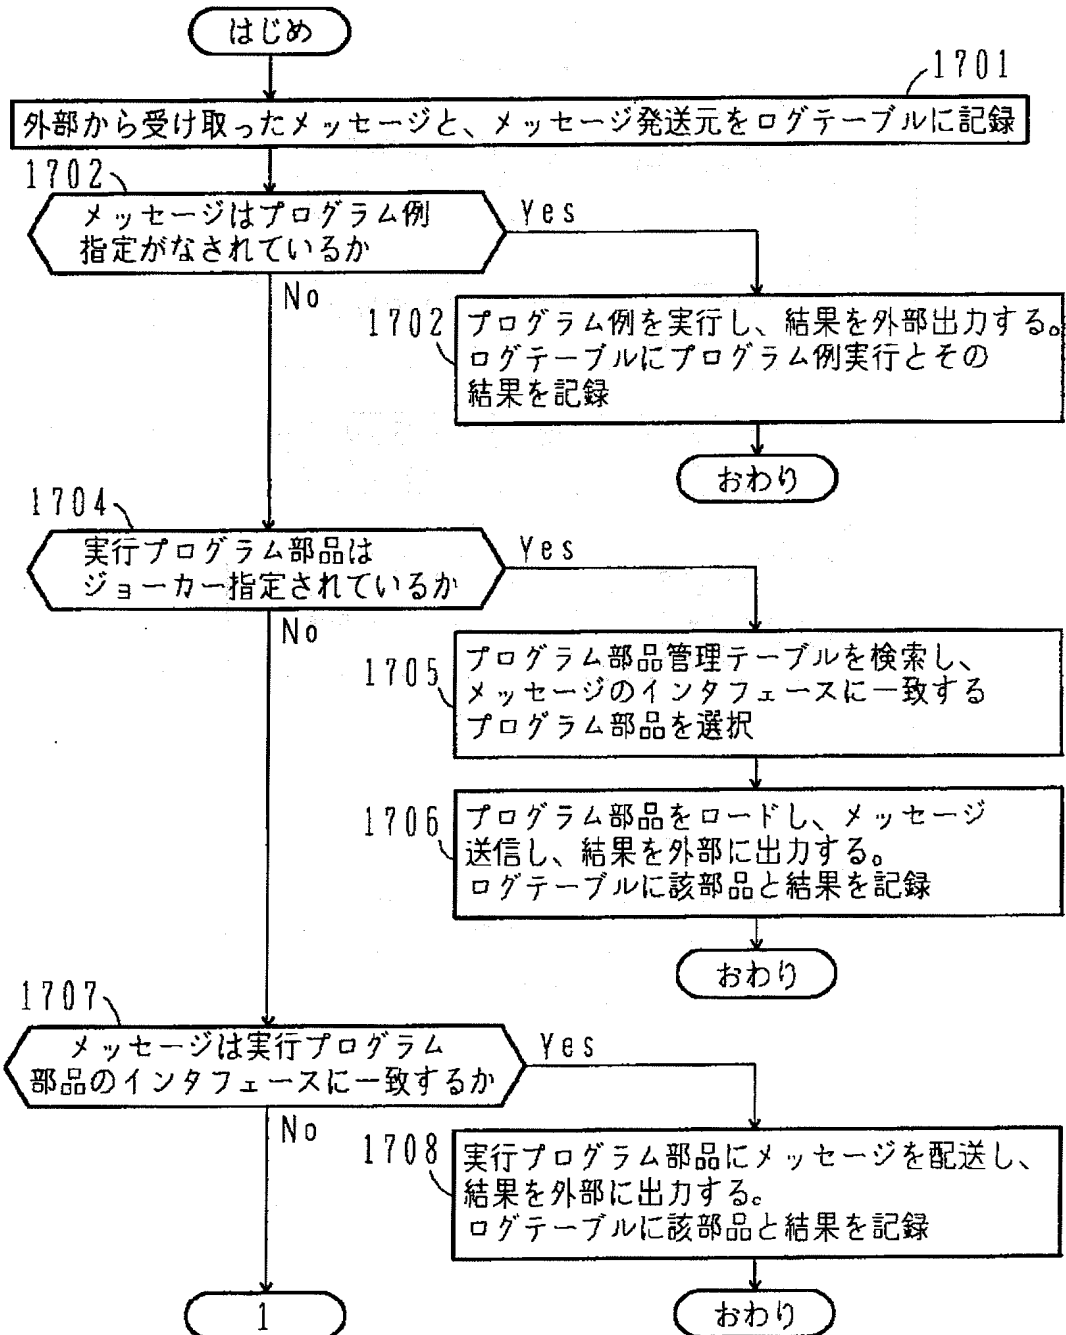 はじめ
1701
外部から受け取ったメッセージと、メッセージ発送元をログテーブルに記録
1702
メッセージはプログラム例
指定がなされているか
Yes
No
1702
プログラム例を実行し、結果を外部出力する。
ログテーブルにプログラム例実行とその
結果を記録
おわり
1704
実行プログラム部品は
ジョーカー指定されているか
Yes
No
1705
プログラム部品管理テーブルを検索し、
メッセージのインタフェースに一致する
プログラム部品を選択
1706
プログラム部品をロードし、メッセージ
送信し、結果を外部に出力する。
ログテーブルに該部品と結果を記録
おわり
1707
メッセージは実行プログラム
部品のインタフェースに一致するか
Yes
No
1708
実行プログラム部品にメッセージを配送し、
結果を外部に出力する。
ログテーブルに該部品と結果を記録
1
おわり